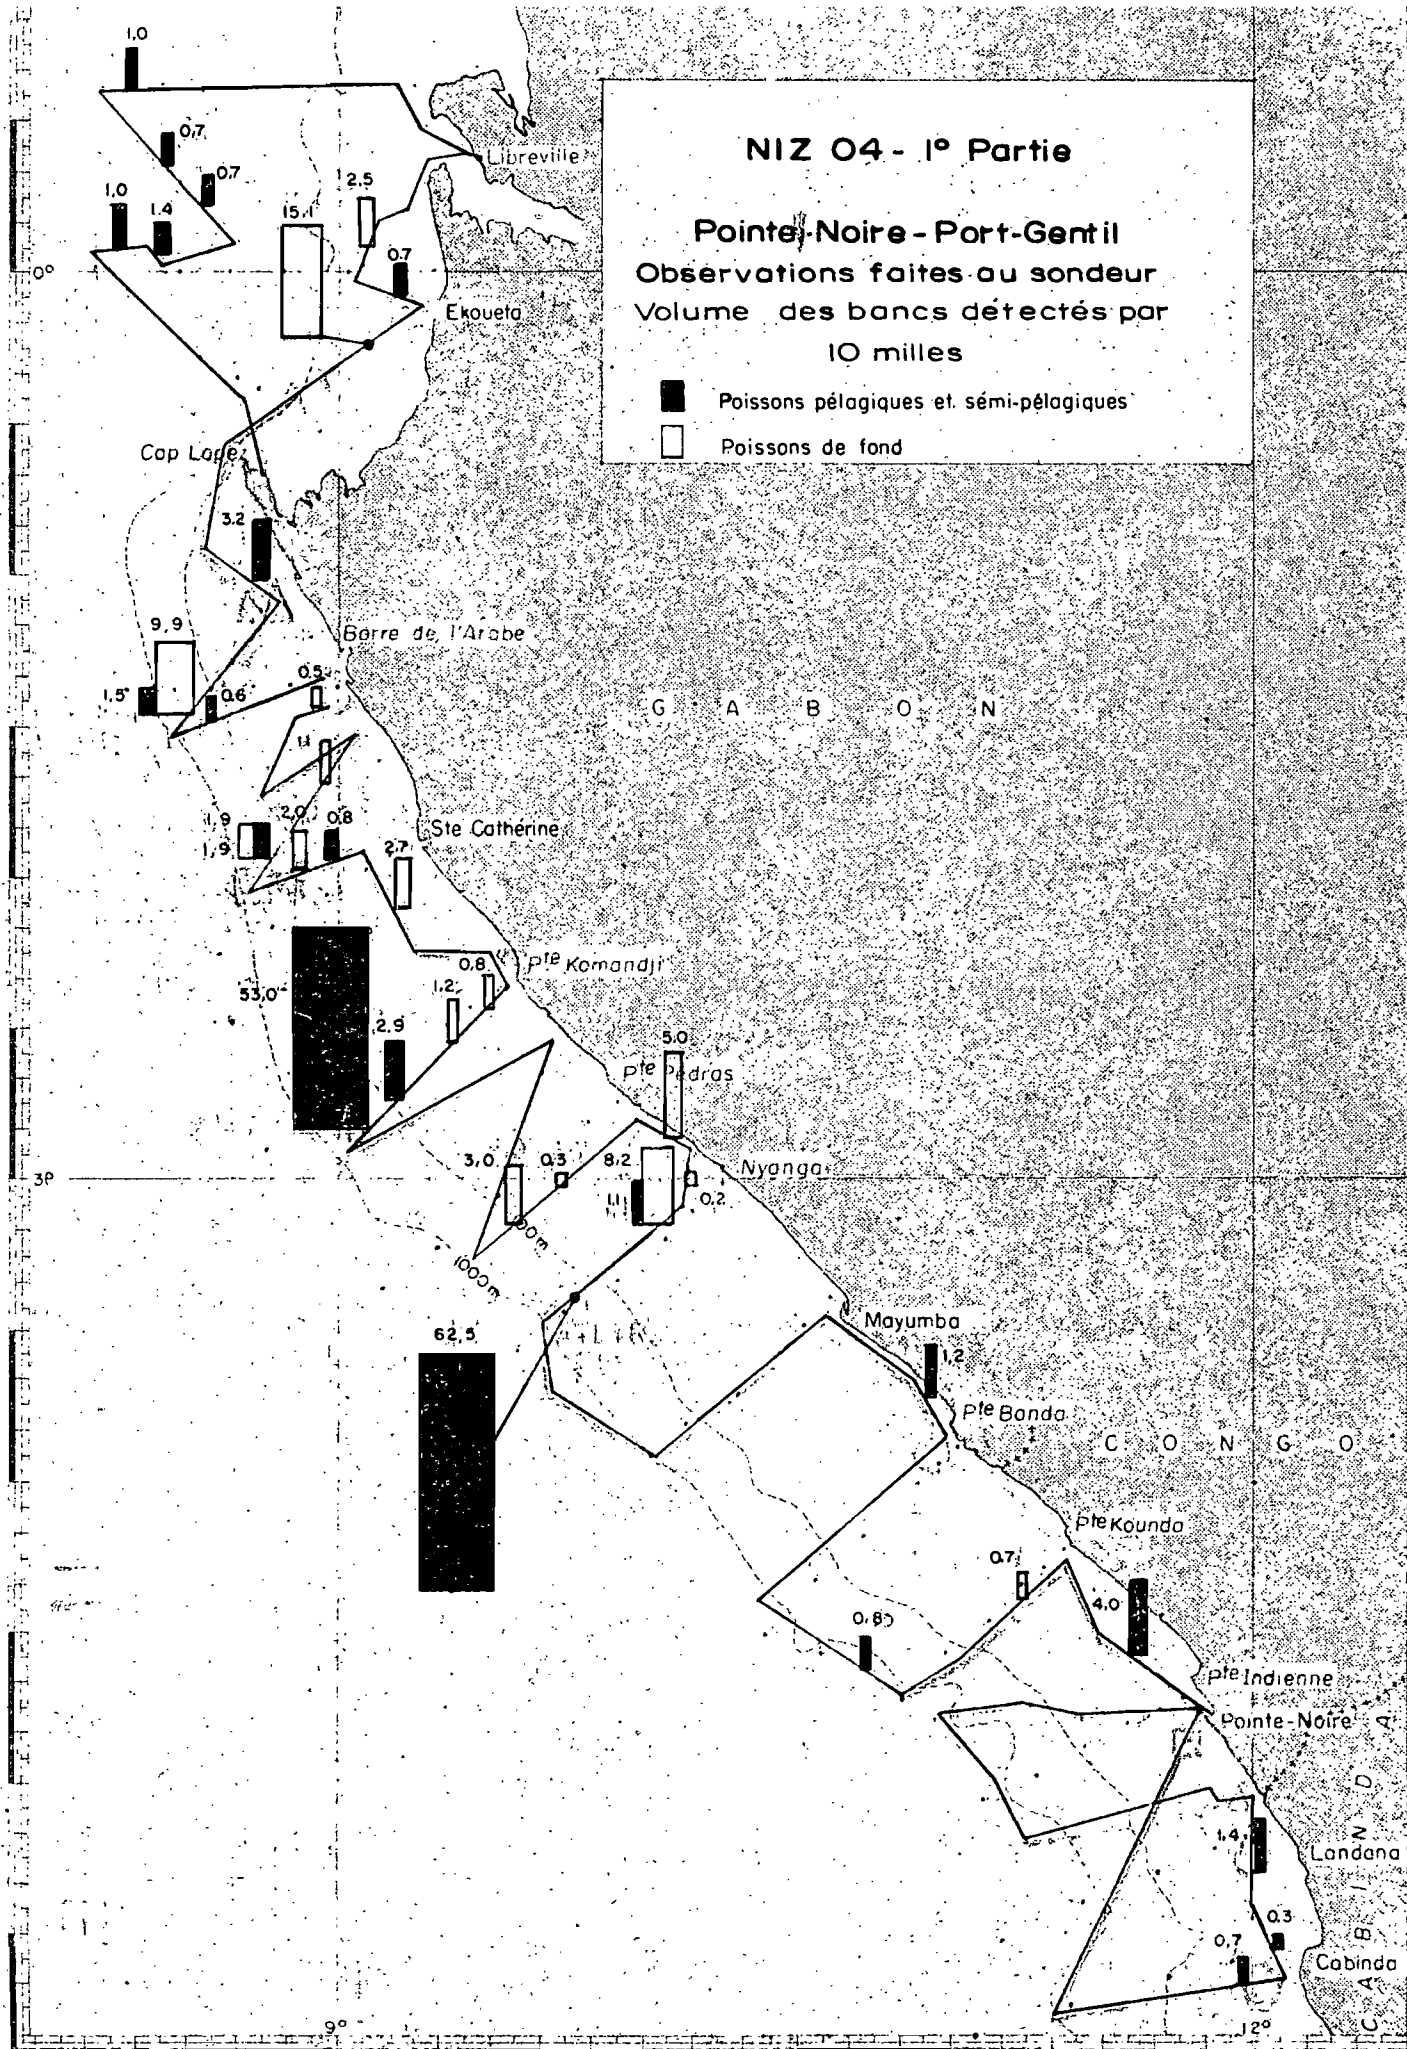 NIZ 04 - 1° Partie
Pointe-Noire - Port-Gentil
Observations faites au sondeur
Volume des bancs détectés par
10 milles
Poissons pélagiques et sémi-pélagiques
Poissons de fond
1,0
0,7
0,7
Libreville
1,0
1.4
15,1
2.5
0°
0.7
Ekoueta
Cap Lopez
3,2
Barre de l'Arabe
9,9
1.5
0.6
0.5
G A B O N
1,1
1,9
1,9
2,0
0,8
Ste Cathérine
2,7
Pte Komandji
0,8
53,0
1.2
2.9
5.0
Pte Pedras
3°
3,0
0,3
8,2
1,1
Nyanga
0,2
1000m
Mayumba
62,5
1,2
Pte Banda
C O N G O
Pte Kounda
0.7
0,8
4,0
Pte Indienne
Pointe-Noire
1,4
Landana
0.3
0,7
Cabinda
C A B I N D A
9°
12°